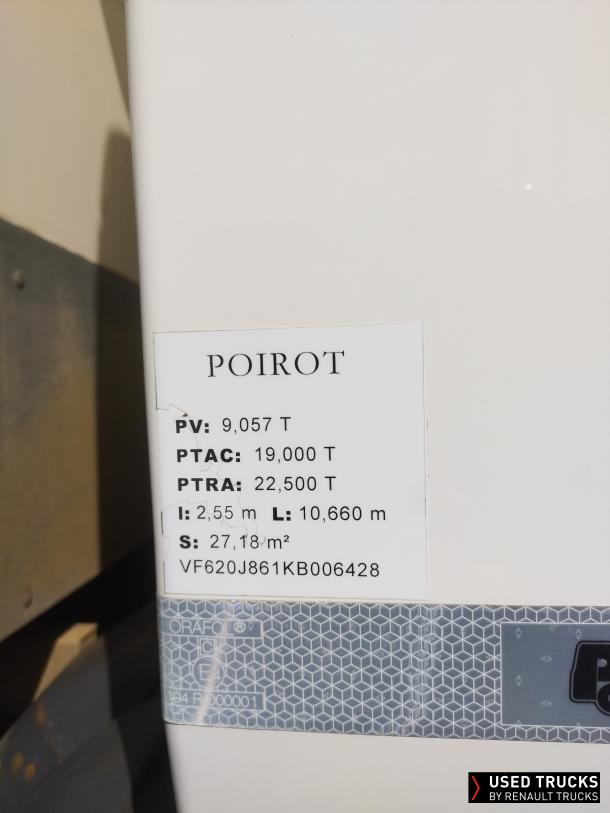 POIROT
PV: 9,057 T
PTAC: 19,000 T
PTRA: 22,500 T
l: 2,55 m L: 10,660 m
S: 27,18 m²
VF620J861KB006428
ORAFOL®
C
000001
USED TRUCKS
BY RENAULT TRUCKS